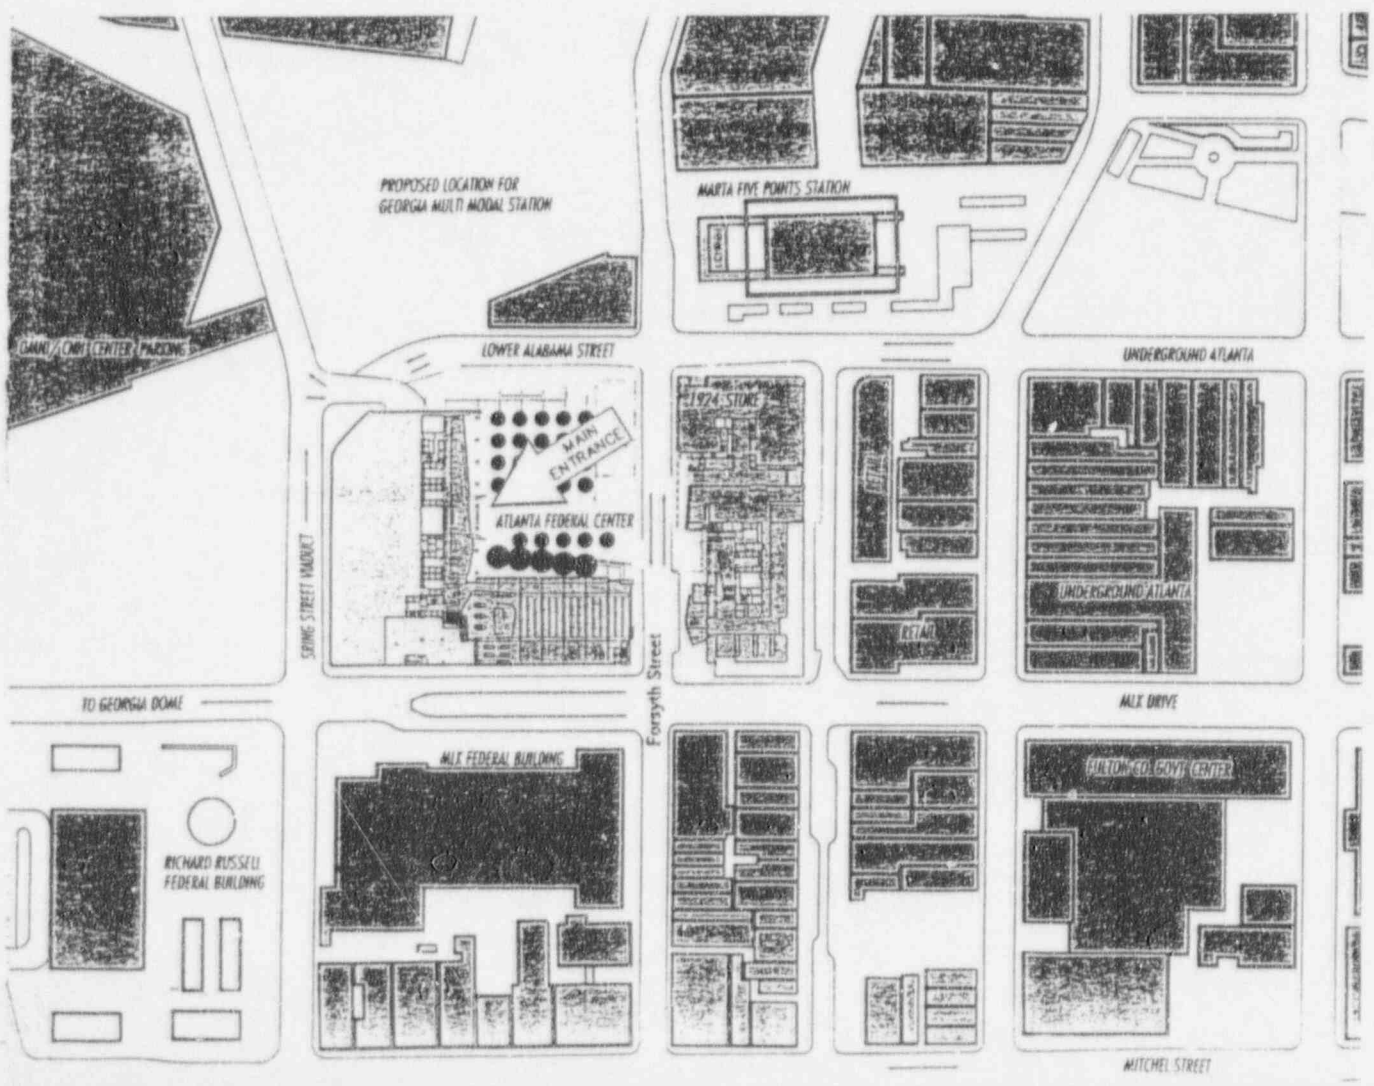 PROPOSED LOCATION FOR
GEORGIA MULTI MODAL STATION
MARTA FIVE POINTS STATION
OMNI/CNN CENTER PARKING
LOWER ALABAMA STREET
UNDERGROUND ATLANTA
1924 STORE
MAIN
ENTRANCE
RETAIL
ATLANTA FEDERAL CENTER
SPRING STREET VIADUCT
UNDERGROUND ATLANTA
RETAIL
Forsyth Street
TO GEORGIA DOME
MLK DRIVE
MLK FEDERAL BUILDING
FULTON CO. GOVT CENTER
RICHARD RUSSELL
FEDERAL BUILDING
MITCHEL STREET